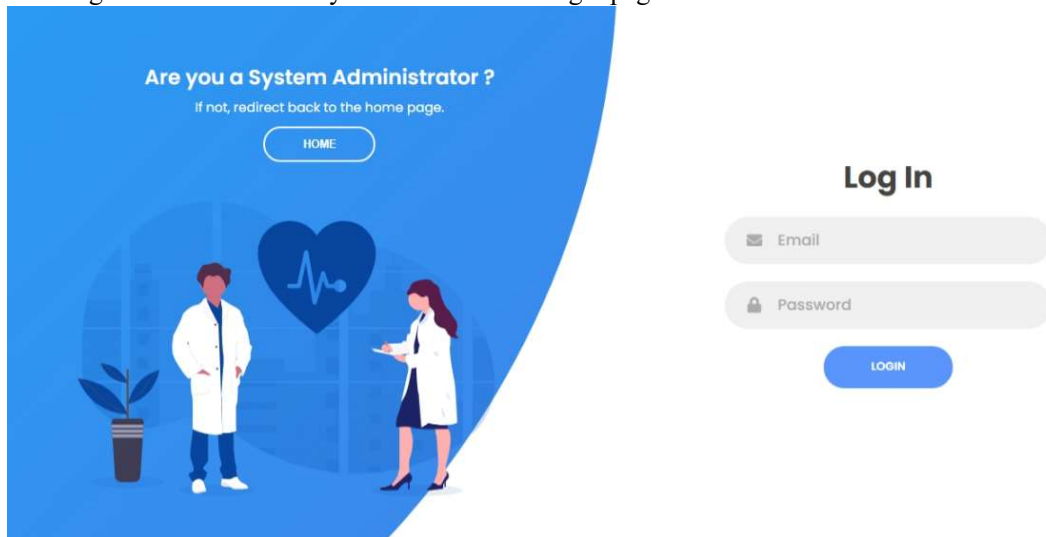 Are you a System Administrator ?
If not, redirect back to the home page.
HOME
Log In
Email
Password
LOGIN